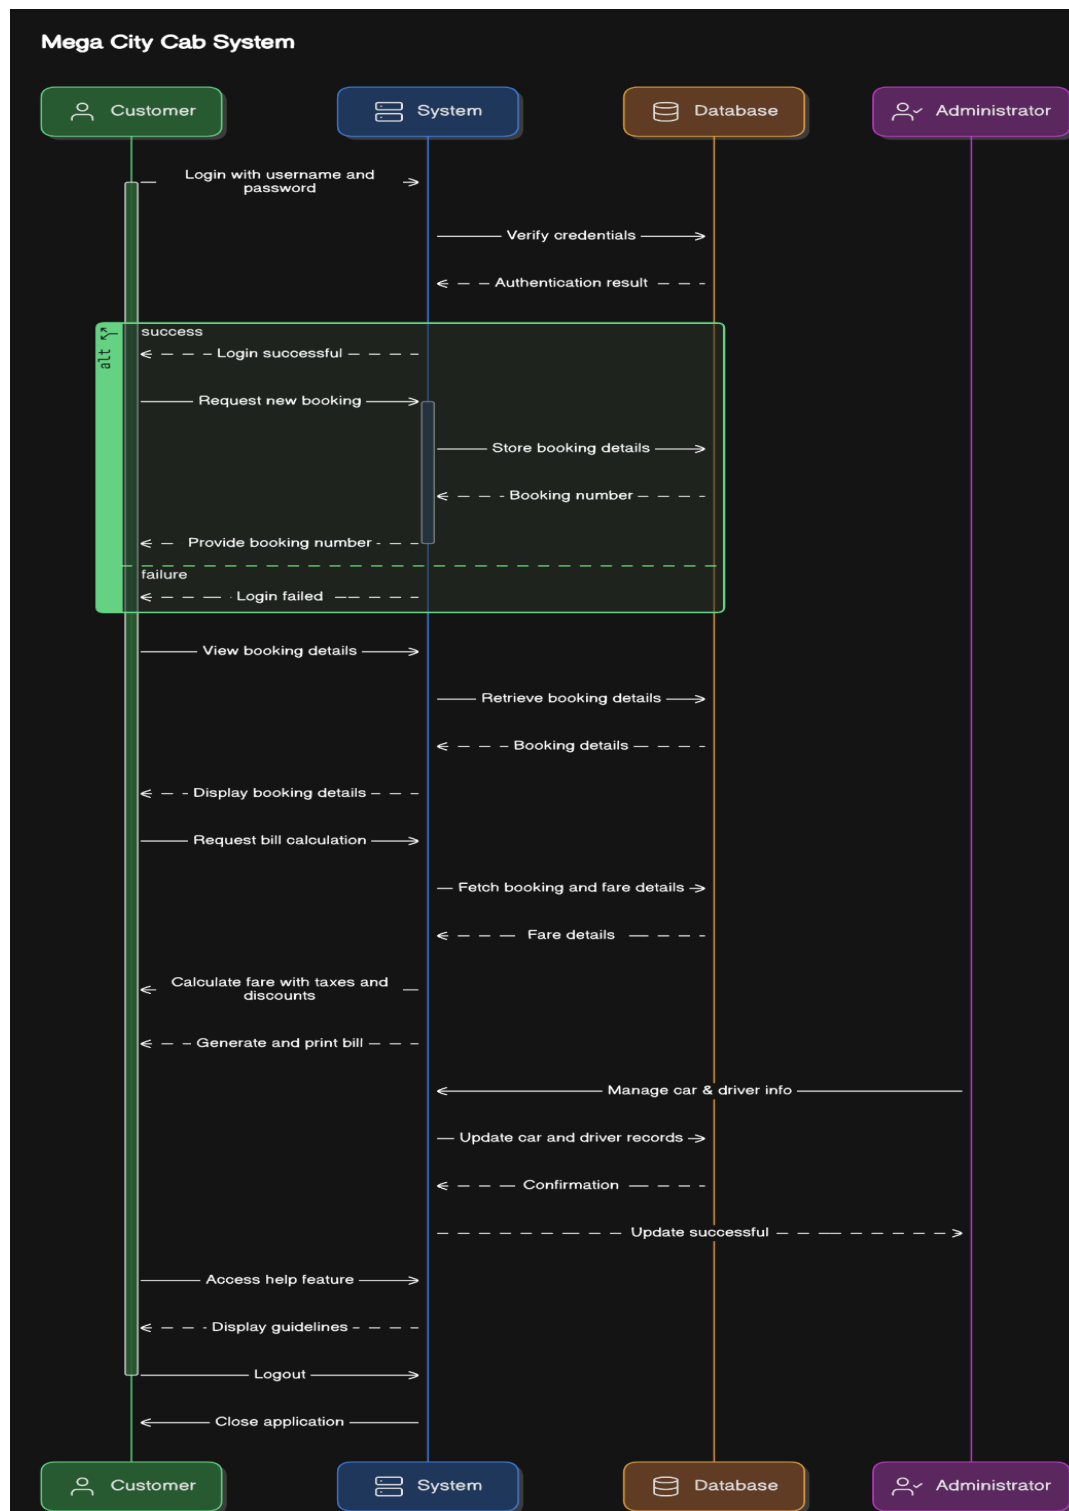 Mega City Cab System
Customer
System
Database
Administrator
Login with username and
password
Verify credentials
Authentication result
alt
success
Login successful
Request new booking
Store booking details
Booking number
Provide booking number
failure
Login failed
View booking details
Retrieve booking details
Booking details
Display booking details
Request bill calculation
Fetch booking and fare details
Fare details
Calculate fare with taxes and
discounts
Generate and print bill
Manage car & driver info
Update car and driver records
Confirmation
Update successful
Access help feature
Display guidelines
Logout
Close application
Customer
System
Database
Administrator